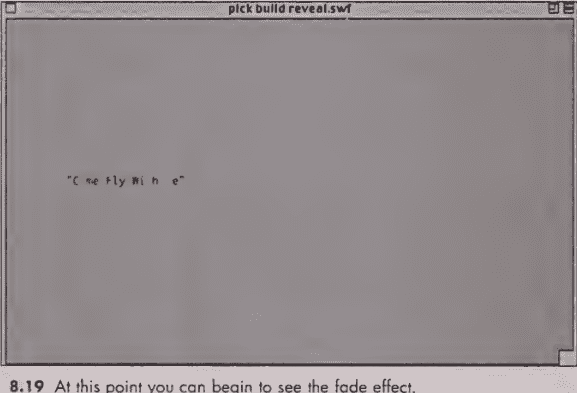 pick build reveal.swf
"C me Fly Wi h e"
8.19 At this point you can begin to see the fade effect.